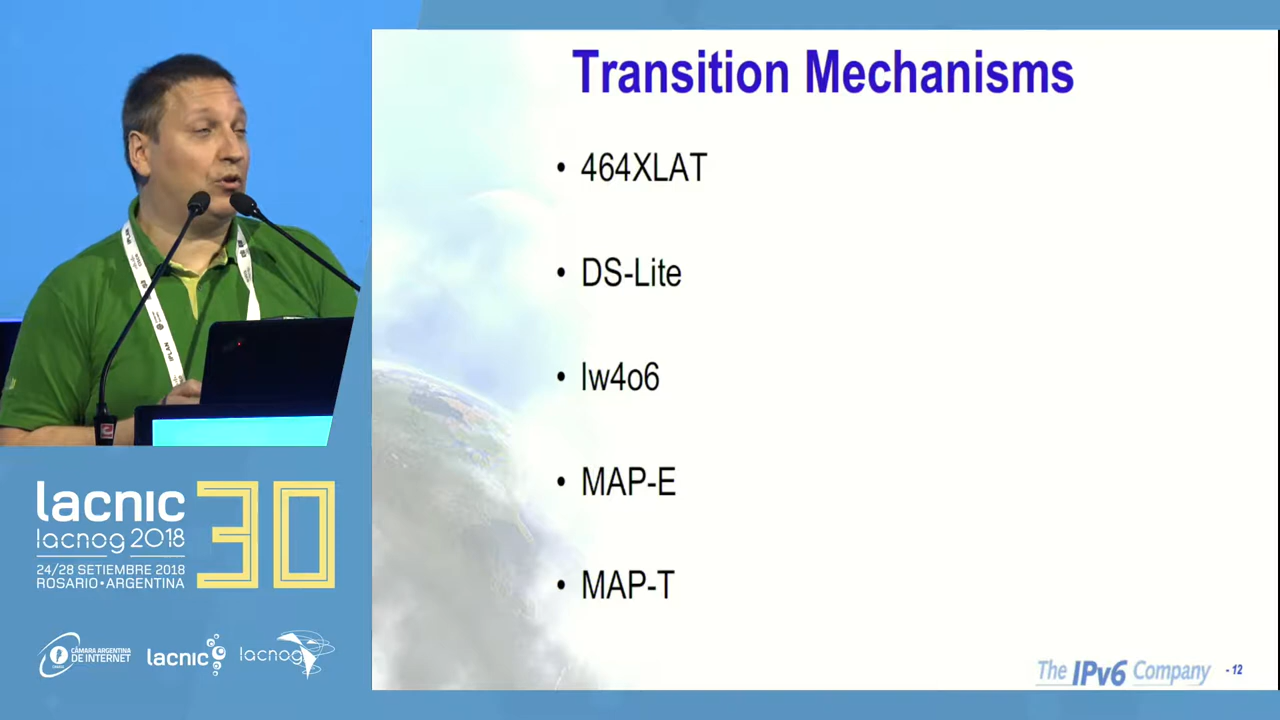 Transition Mechanisms
• 464XLAT
• DS-Lite
• lw4o6
• MAP-E
• MAP-T
The IPv6 Company
- 12
IPLAN
lacnic
30
lacnog 2018
24/28 SETIEMBRE 2018
ROSARIO•ARGENTINA
CÁMARA ARGENTINA
DE INTERNET
lacnic
lacnog